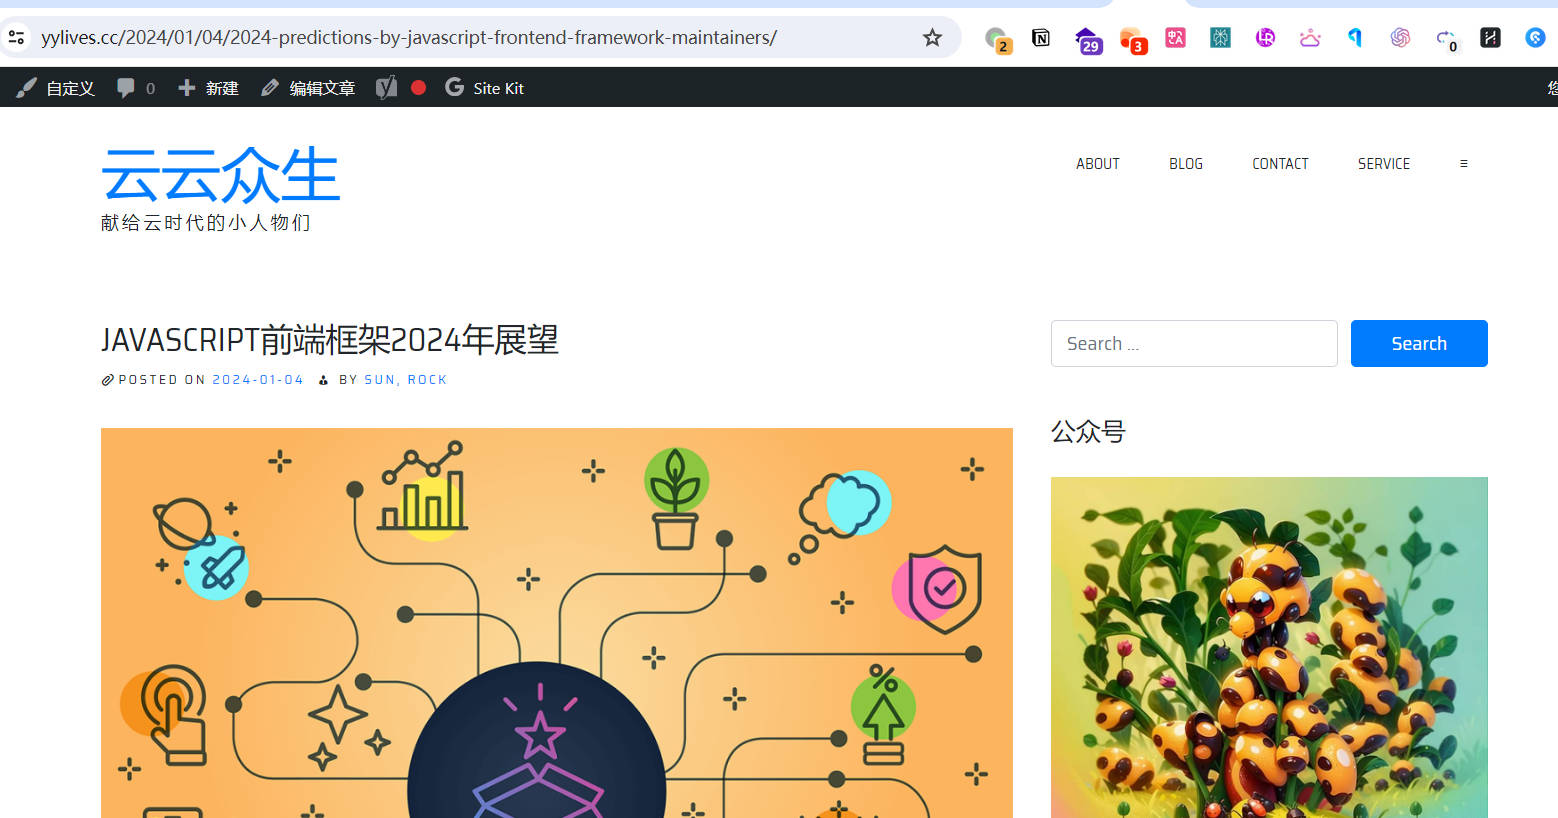 yylives.cc/2024/01/04/2024-predictions-by-javascript-frontend-framework-maintainers/
2
29
3
0
自定义 0 新建 编辑文章 Site Kit 您
云云众生
献给云时代的小人物们
ABOUT BLOG CONTACT SERVICE ≡
JAVASCRIPT前端框架2024年展望
POSTED ON 2024-01-04 BY SUN, ROCK
Search ...
Search
公众号